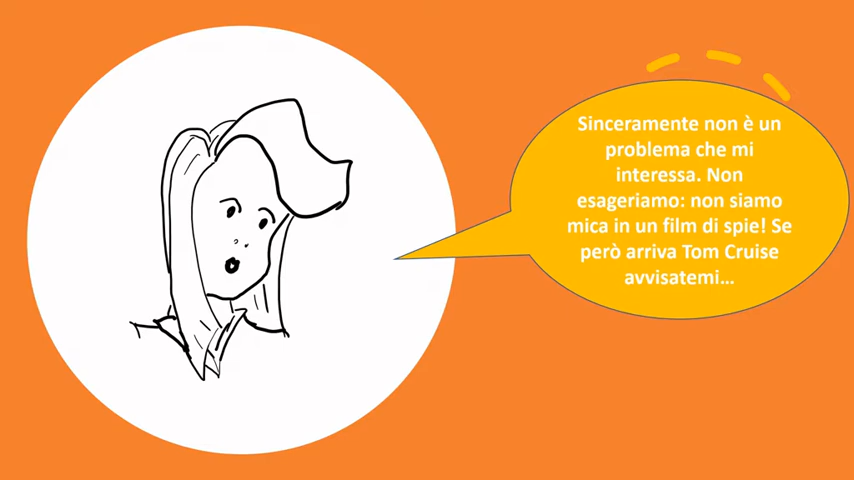 Sinceramente non è un
problema che mi
interessa. Non
esageriamo: non siamo
mica in un film di spie! Se
però arriva Tom Cruise
avvisatemi…